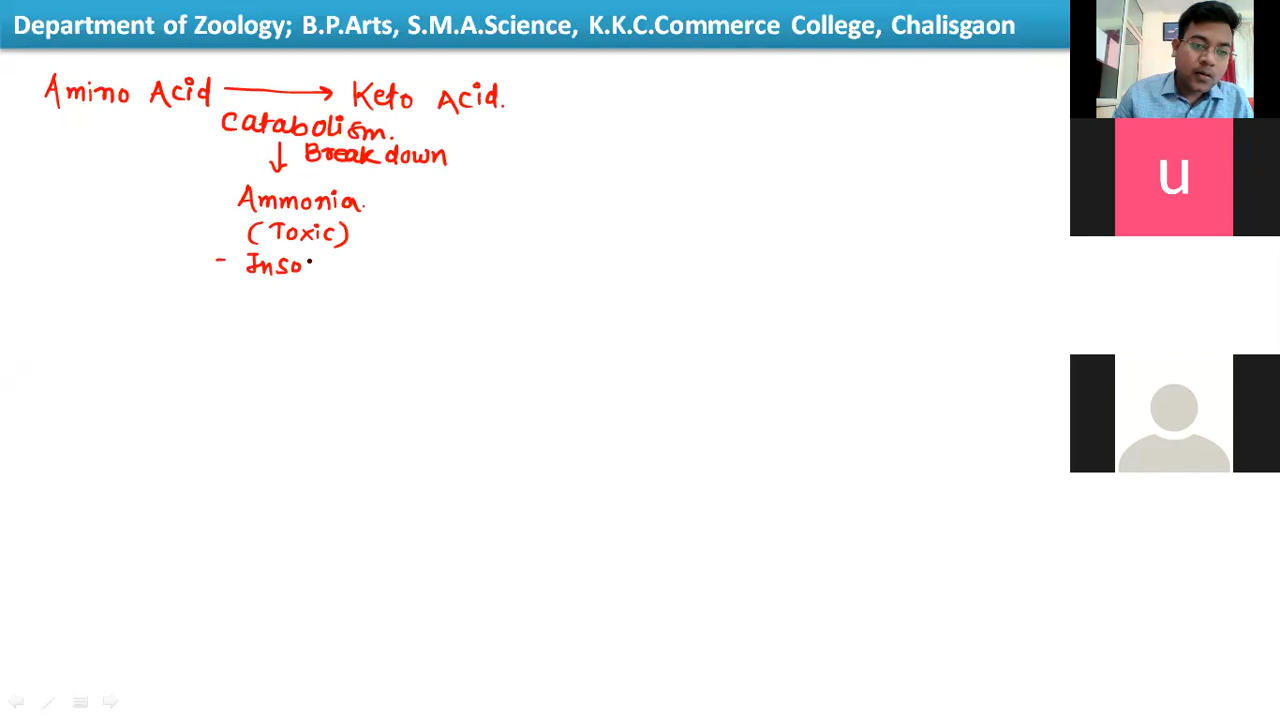 Department of Zoology; B.P.Arts, S.M.A.Science, K.K.C.Commerce College, Chalisgaon
Amino Acid → Keto Acid.
Catabolism.
↓ Breakdown
Ammonia.
(Toxic)
- Inso
u